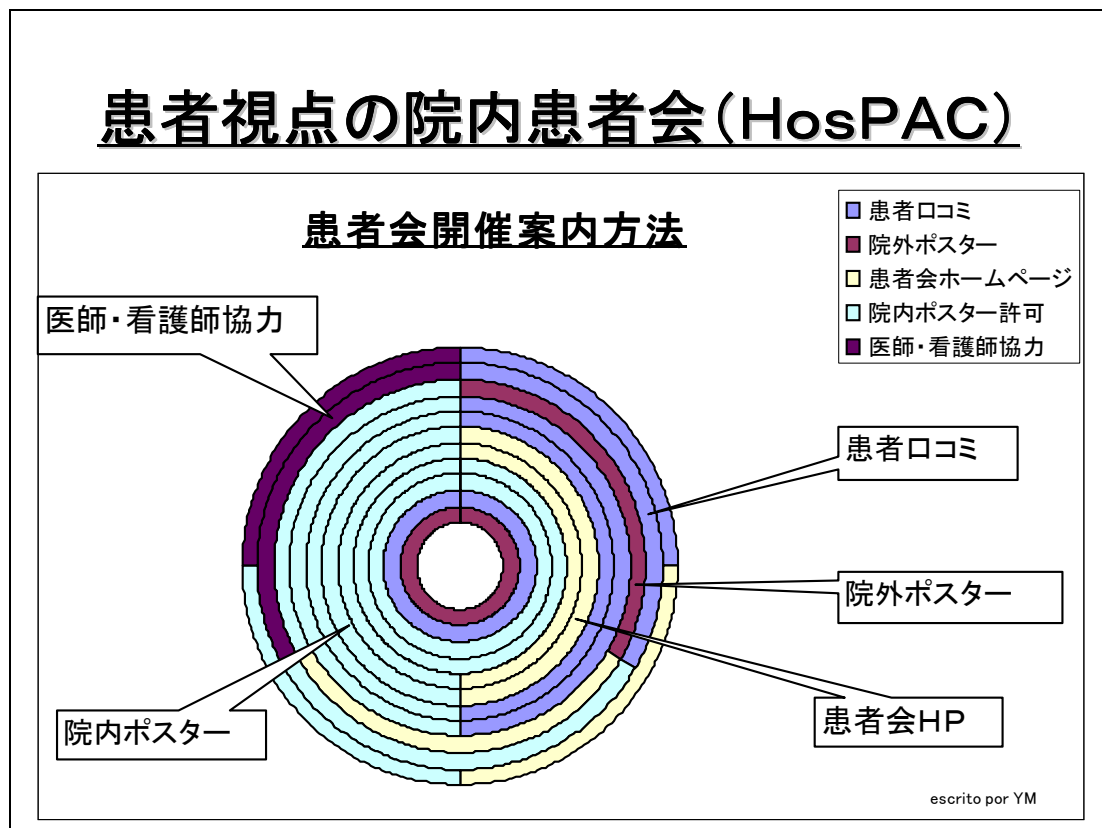 患者視点の院内患者会(HosPAC)
患者会開催案内方法
患者口コミ
院外ポスター
患者会ホームページ
院内ポスター許可
医師・看護師協力
医師・看護師協力
患者口コミ
院外ポスター
院内ポスター
患者会HP
escrito por YM